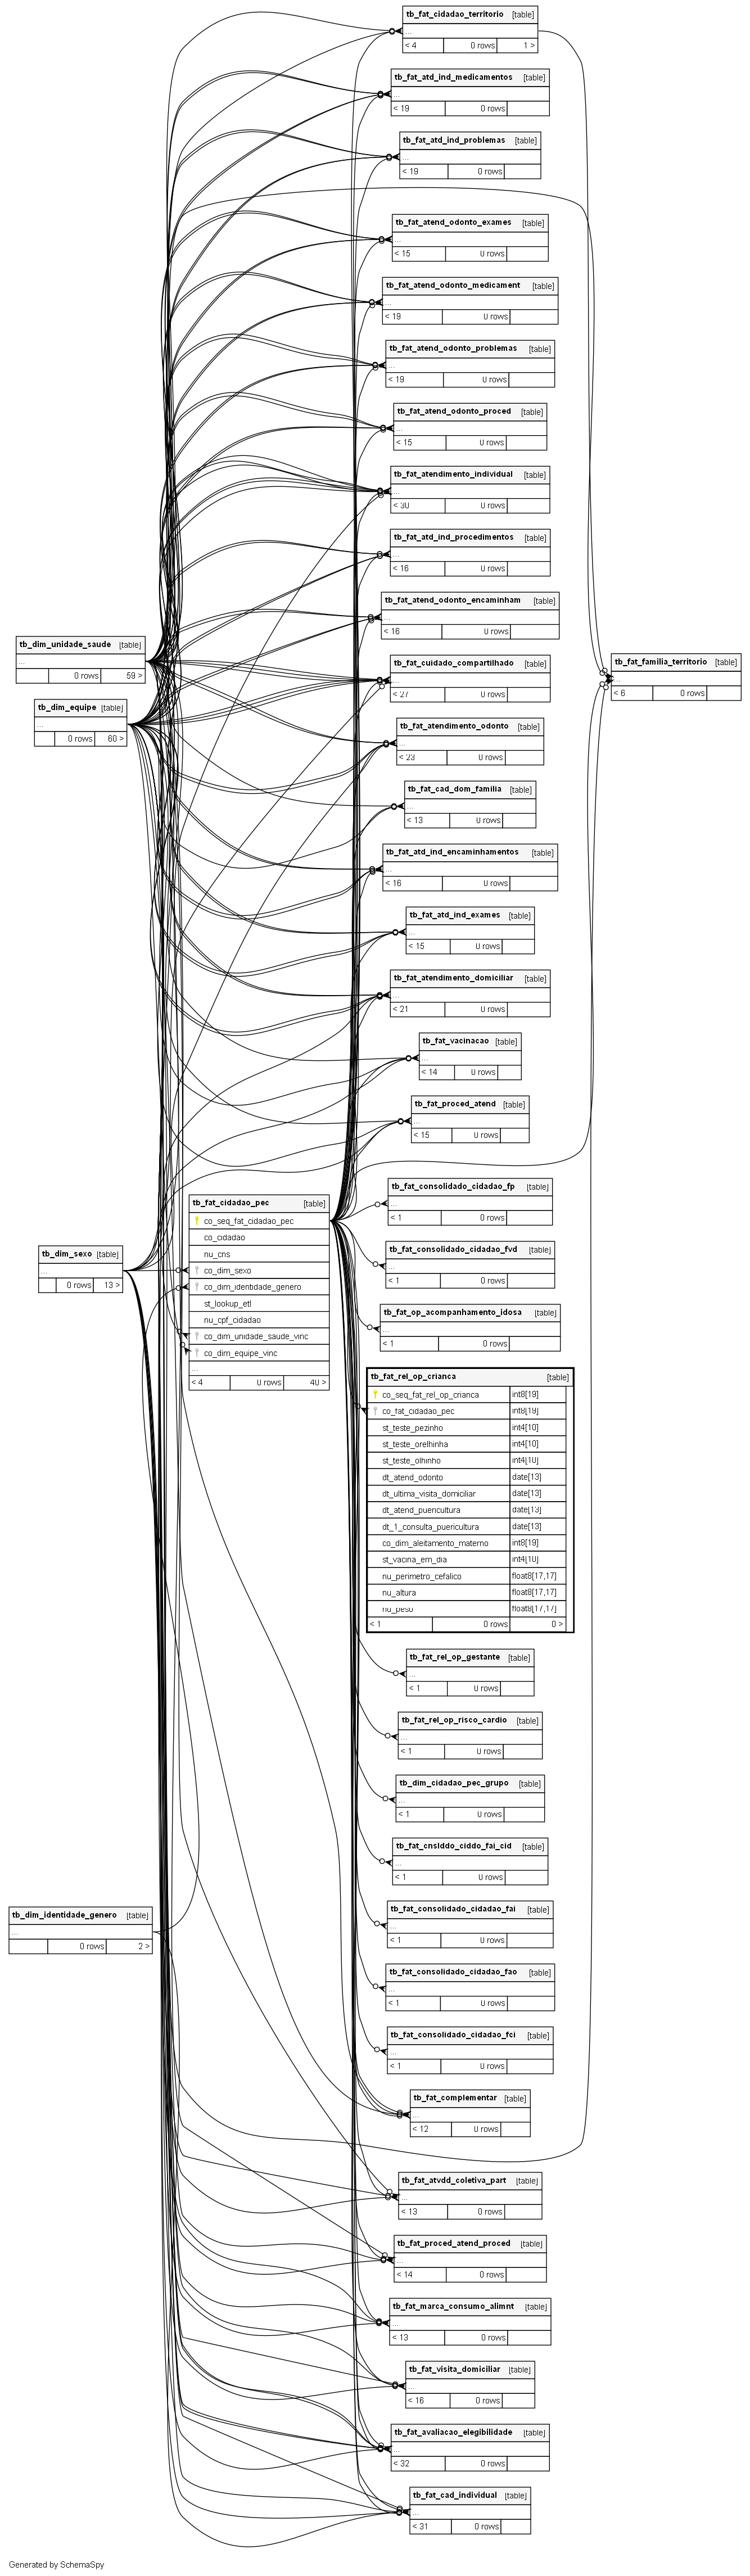 tb_fat_cidadao_territorio [table]
...
< 4 0 rows 1 >
tb_fat_atd_ind_medicamentos [table]
...
< 19 0 rows
tb_fat_atd_ind_problemas [table]
...
< 19 0 rows
tb_fat_atend_odonto_exames [table]
...
< 15 0 rows
tb_fat_atend_odonto_medicament [table]
...
< 19 0 rows
tb_fat_atend_odonto_problemas [table]
...
< 19 0 rows
tb_fat_atend_odonto_proced [table]
...
< 15 0 rows
tb_fat_atendimento_individual [table]
...
< 30 0 rows
tb_fat_atd_ind_procedimentos [table]
...
< 16 0 rows
tb_fat_atend_odonto_encaminham [table]
...
< 16 0 rows
tb_dim_unidade_saude [table]
...
0 rows 59 >
tb_fat_cuidado_compartilhado [table]
...
< 27 0 rows
tb_fat_familia_territorio [table]
...
< 6 0 rows
tb_dim_equipe [table]
...
0 rows 60 >
tb_fat_atendimento_odonto [table]
...
< 23 0 rows
tb_fat_cad_dom_familia [table]
...
< 13 0 rows
tb_fat_atd_ind_encaminhamentos [table]
...
< 16 0 rows
tb_fat_atd_ind_exames [table]
...
< 15 0 rows
tb_fat_atendimento_domiciliar [table]
...
< 21 0 rows
tb_fat_vacinacao [table]
...
< 14 0 rows
tb_fat_proced_atend [table]
...
< 15 0 rows
tb_fat_consolidado_cidadao_fp [table]
...
< 1 0 rows
tb_fat_cidadao_pec [table]
co_seq_fat_cidadao_pec
co_cidadao
nu_cns
co_dim_sexo
co_dim_identidade_genero
st_lookup_etl
nu_cpf_cidadao
co_dim_unidade_saude_vinc
co_dim_equipe_vinc
...
< 4 0 rows 40 >
tb_dim_sexo [table]
...
0 rows 13 >
tb_fat_consolidado_cidadao_fvd [table]
...
< 1 0 rows
tb_fat_op_acompanhamento_idosa [table]
...
< 1 0 rows
tb_fat_rel_op_crianca [table]
co_seq_fat_rel_op_crianca int8[19]
co_fat_cidadao_pec int8[19]
st_teste_pezinho int4[10]
st_teste_orelhinha int4[10]
st_teste_olhinho int4[10]
dt_atend_odonto date[13]
dt_ultima_visita_domiciliar date[13]
dt_atend_puericultura date[13]
dt_1_consulta_puericultura date[13]
co_dim_aleitamento_materno int8[19]
st_vacina_em_dia int4[10]
nu_perimetro_cefalico float8[17,17]
nu_altura float8[17,17]
nu_peso float8[17,17]
< 1 0 rows 0 >
tb_fat_rel_op_gestante [table]
...
< 1 0 rows
tb_fat_rel_op_risco_cardio [table]
...
< 1 0 rows
tb_dim_cidadao_pec_grupo [table]
...
< 1 0 rows
tb_fat_cnslddo_ciddo_fai_cid [table]
...
< 1 0 rows
tb_dim_identidade_genero [table]
...
0 rows 2 >
tb_fat_consolidado_cidadao_fai [table]
...
< 1 0 rows
tb_fat_consolidado_cidadao_fao [table]
...
< 1 0 rows
tb_fat_consolidado_cidadao_fci [table]
...
< 1 0 rows
tb_fat_complementar [table]
...
< 12 0 rows
tb_fat_atvdd_coletiva_part [table]
...
< 13 0 rows
tb_fat_proced_atend_proced [table]
...
< 14 0 rows
tb_fat_marca_consumo_alimnt [table]
...
< 13 0 rows
tb_fat_visita_domiciliar [table]
...
< 16 0 rows
tb_fat_avaliacao_elegibilidade [table]
...
< 32 0 rows
tb_fat_cad_individual [table]
...
< 31 0 rows
Generated by SchemaSpy